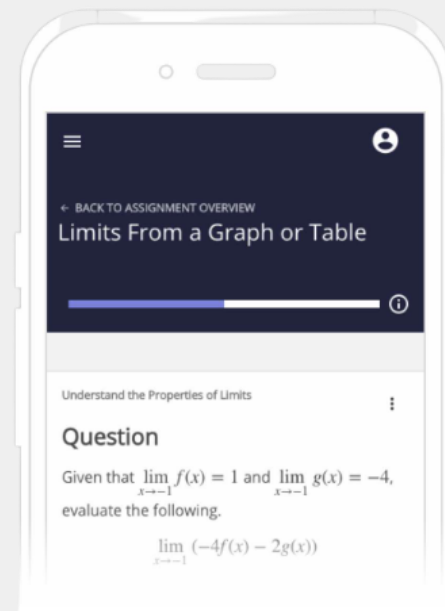 ← BACK TO ASSIGNMENT OVERVIEW
Limits From a Graph or Table
Understand the Properties of Limits
Question
Given that lim x→−1 f(x) = 1 and lim x→−1 g(x) = −4,
evaluate the following.
lim x→−1 (−4f(x) − 2g(x))